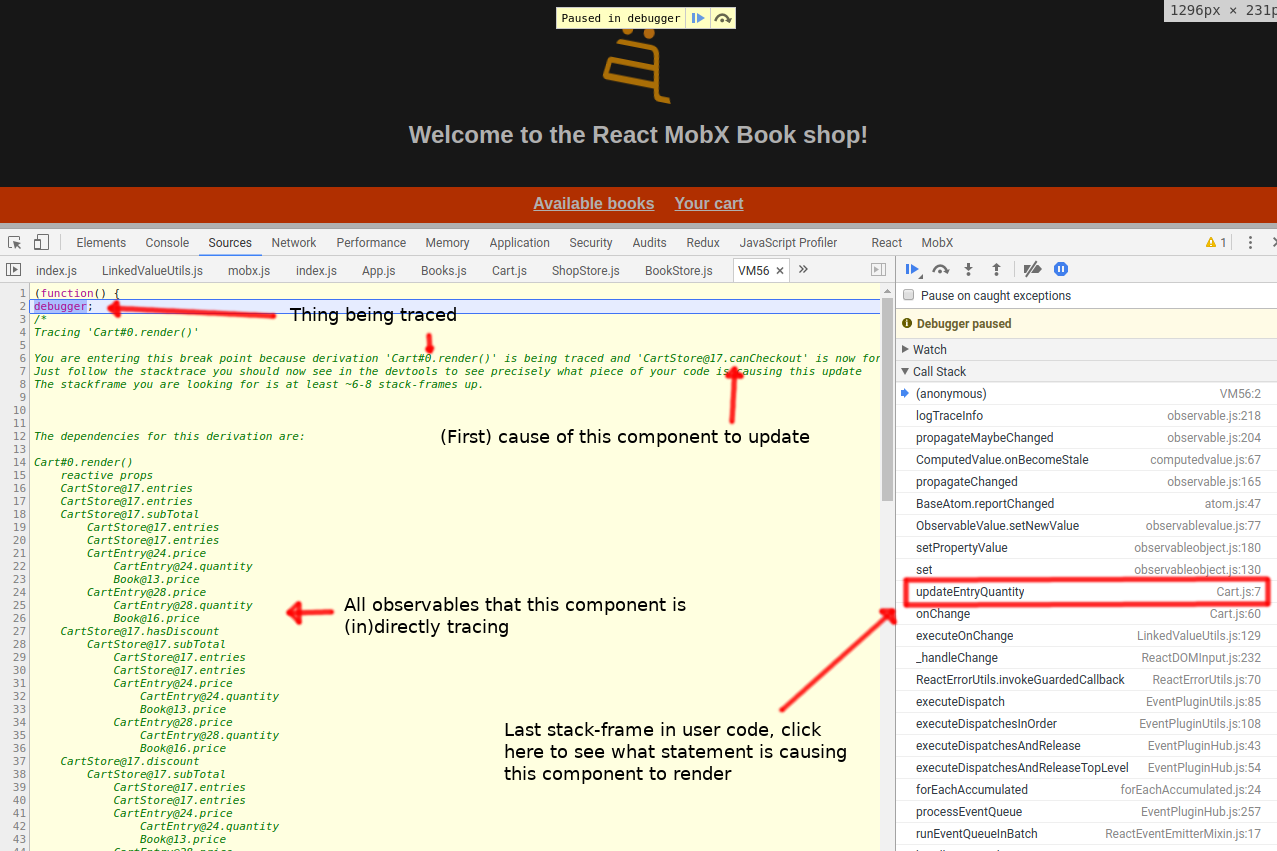 Paused in debugger
1296px × 231p
Welcome to the React MobX Book shop!
Available books Your cart
Elements Console Sources Network Performance Memory Application Security Audits Redux JavaScript Profiler React MobX 1
index.js LinkedValueUtils.js mobx.js index.js App.js Books.js Cart.js ShopStore.js BookStore.js VM56 × »
1 (function() {
2 debugger;
3 /*
4 Tracing 'Cart#0.render()'
5
6 You are entering this break point because derivation 'Cart#0.render()' is being traced and 'CartStore@17.canCheckout' is now for
7 Just follow the stacktrace you should now see in the devtools to see precisely what piece of your code is causing this update
8 The stackframe you are looking for is at least ~6-8 stack-frames up.
9
10
11
12 The dependencies for this derivation are:
13
14 Cart#0.render()
15 reactive props
16 CartStore@17.entries
17 CartStore@17.entries
18 CartStore@17.subTotal
19 CartStore@17.entries
20 CartStore@17.entries
21 CartEntry@24.price
22 CartEntry@24.quantity
23 Book@13.price
24 CartEntry@28.price
25 CartEntry@28.quantity
26 Book@16.price
27 CartStore@17.hasDiscount
28 CartStore@17.subTotal
29 CartStore@17.entries
30 CartStore@17.entries
31 CartEntry@24.price
32 CartEntry@24.quantity
33 Book@13.price
34 CartEntry@28.price
35 CartEntry@28.quantity
36 Book@16.price
37 CartStore@17.discount
38 CartStore@17.subTotal
39 CartStore@17.entries
40 CartStore@17.entries
41 CartEntry@24.price
42 CartEntry@24.quantity
43 Book@13.price
44 CartEntry@28.price
Thing being traced
(First) cause of this component to update
All observables that this component is
(in)directly tracing
Last stack-frame in user code, click
here to see what statement is causing
this component to render
Pause on caught exceptions
Debugger paused
Watch
Call Stack
(anonymous) VM56:2
logTraceInfo observable.js:218
propagateMaybeChanged observable.js:204
ComputedValue.onBecomeStale computedvalue.js:67
propagateChanged observable.js:165
BaseAtom.reportChanged atom.js:47
ObservableValue.setNewValue observablevalue.js:77
setPropertyValue observableobject.js:180
set observableobject.js:130
updateEntryQuantity Cart.js:7
onChange Cart.js:60
executeOnChange LinkedValueUtils.js:129
_handleChange ReactDOMInput.js:232
ReactErrorUtils.invokeGuardedCallback ReactErrorUtils.js:70
executeDispatch EventPluginUtils.js:85
executeDispatchesInOrder EventPluginUtils.js:108
executeDispatchesAndRelease EventPluginHub.js:43
executeDispatchesAndReleaseTopLevel EventPluginHub.js:54
forEachAccumulated forEachAccumulated.js:24
processEventQueue EventPluginHub.js:257
runEventQueueInBatch ReactEventEmitterMixin.js:17